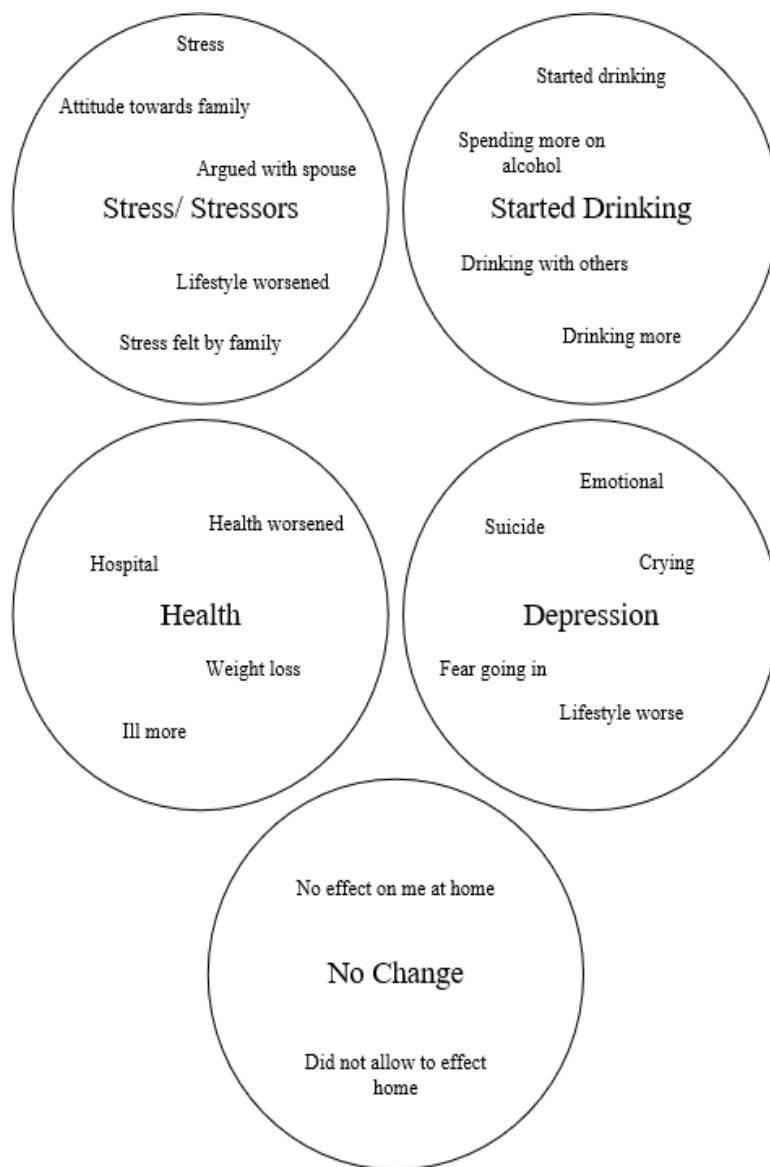 Stress
Attitude towards family
Argued with spouse
Stress/ Stressors
Lifestyle worsened
Stress felt by family
Started drinking
Spending more on
alcohol
Started Drinking
Drinking with others
Drinking more
Health worsened
Hospital
Health
Weight loss
Ill more
Emotional
Suicide
Crying
Depression
Fear going in
Lifestyle worse
No effect on me at home
No Change
Did not allow to effect
home